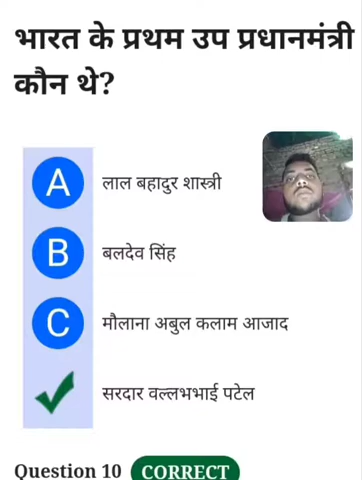 भारत के प्रथम उप प्रधानमंत्री
कौन थे?
A लाल बहादुर शास्त्री
B बलदेव सिंह
C मौलाना अबुल कलाम आजाद
सरदार वल्लभभाई पटेल
Question 10 CORRECT